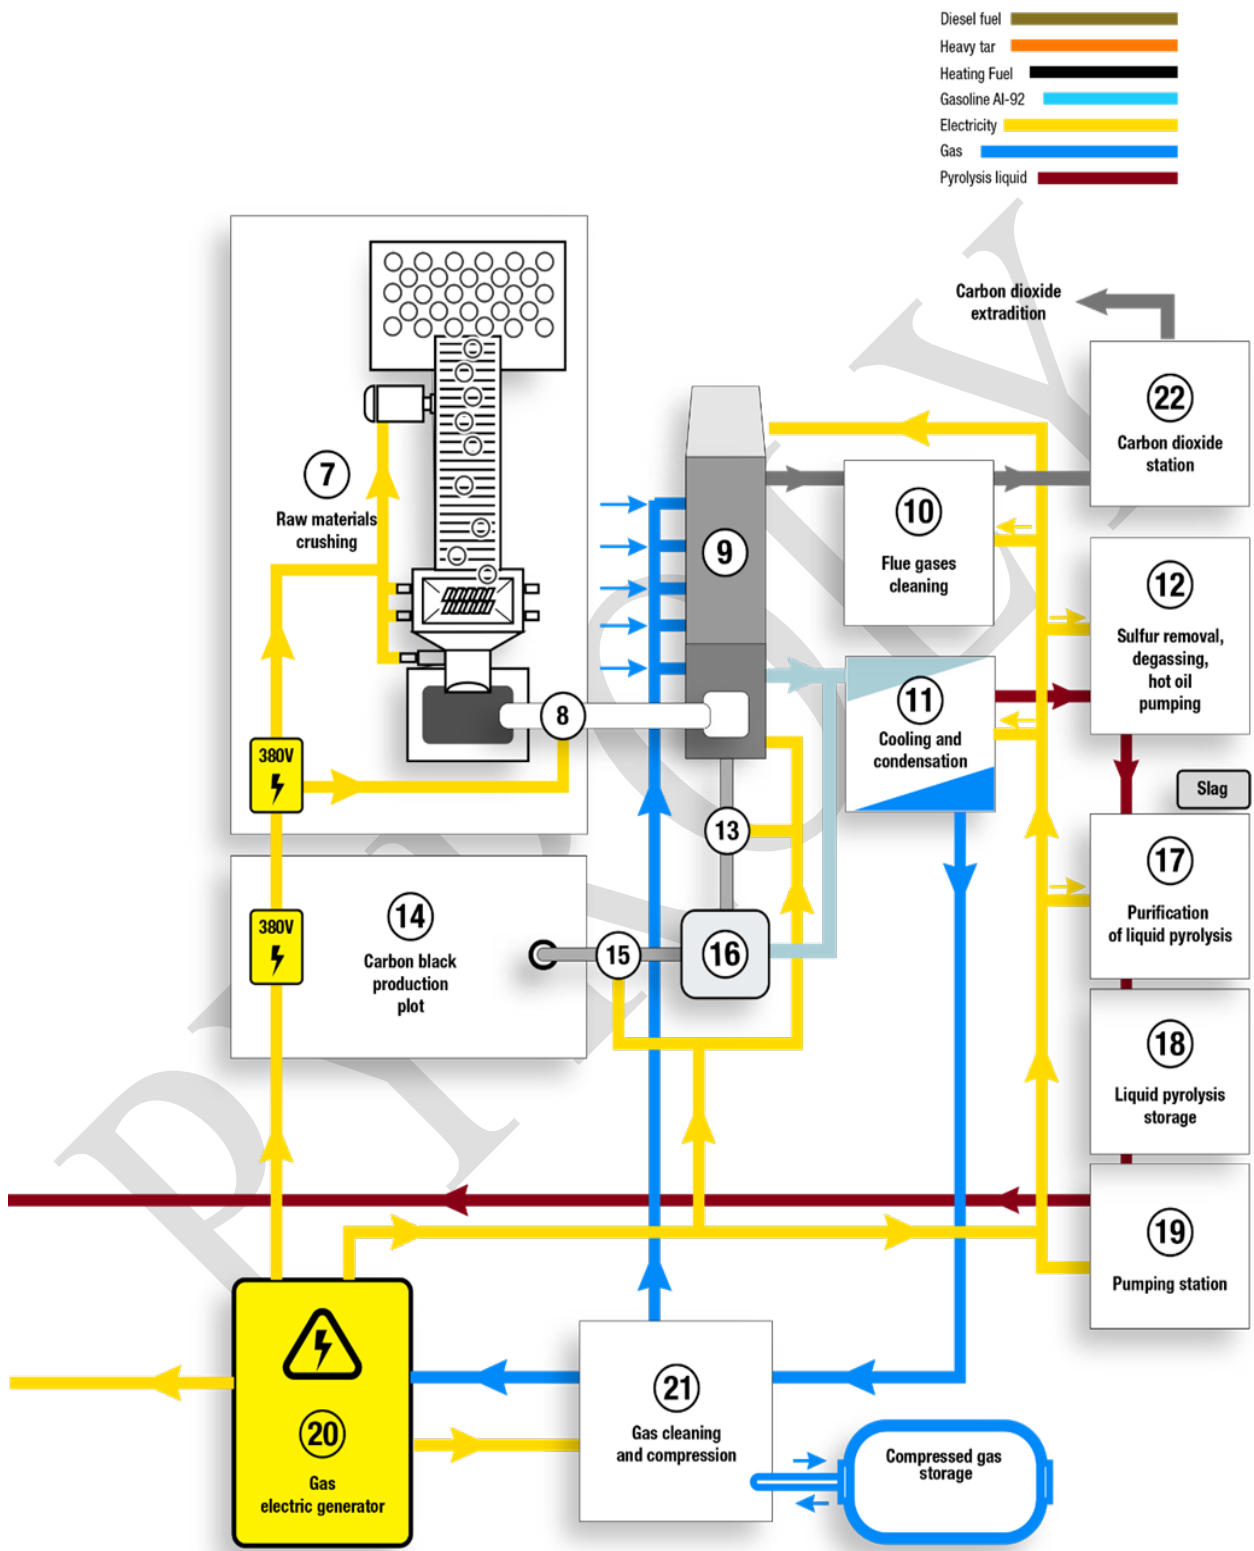 Diesel fuel
Heavy tar
Heating Fuel
Gasoline AI-92
Electricity
Gas
Pyrolysis liquid
Carbon dioxide
extradition
22
Carbon dioxide
station
7
Raw materials
crushing
9
10
Flue gases
cleaning
12
Sulfur removal,
degassing,
hot oil
pumping
8
11
Cooling and
condensation
380V
Slag
13
17
Purification
of liquid pyrolysis
380V
14
Carbon black
production
plot
15
16
18
Liquid pyrolysis
storage
19
Pumping station
20
Gas
electric generator
21
Gas cleaning
and compression
Compressed gas
storage